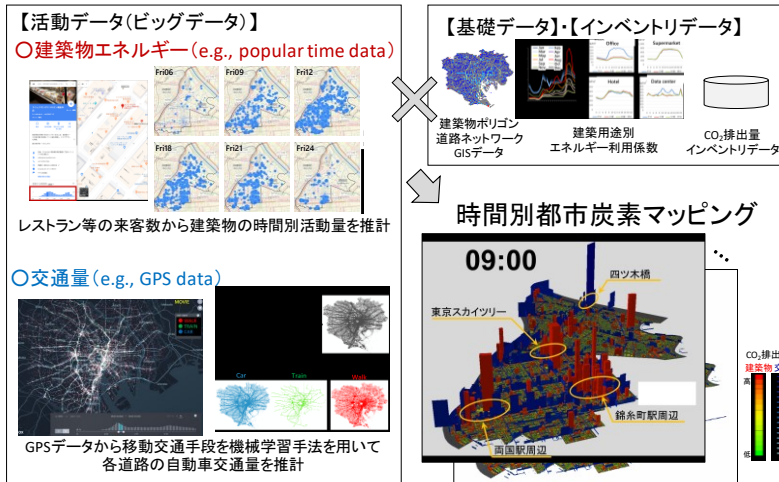 【活動データ(ビッグデータ)】
〇建築物エネルギー(e.g., popular time data)
Fri06
Fri09
Fri12
Fri18
Fri21
Fri24
レストラン等の来客数から建築物の時間別活動量を推計
〇交通量(e.g., GPS data)
MOVIE
Car
Train
Walk
GPSデータから移動交通手段を機械学習手法を用いて
各道路の自動車交通量を推計
【基礎データ】・【インベントリデータ】
Office
Supermarket
Hotel
Data center
建築物ポリゴン
道路ネットワーク
GISデータ
建築用途別
エネルギー利用係数
CO₂排出量
インベントリデータ
時間別都市炭素マッピング
09:00
四ツ木橋
東京スカイツリー
錦糸町駅周辺
両国駅周辺
…
CO₂排出
建築物 交
高
低